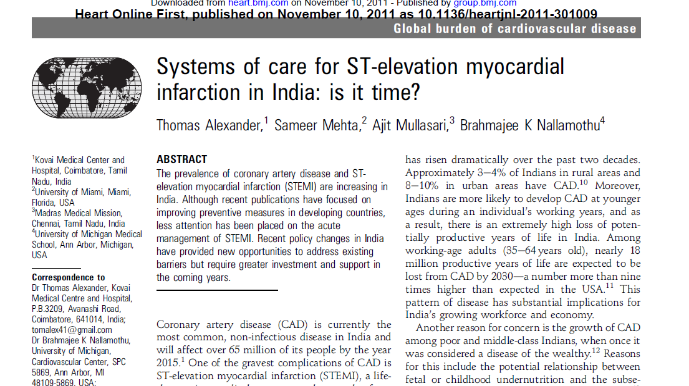 Downloaded from heart.bmj.com on November 10, 2011 - Published by group.bmj.com
Heart Online First, published on November 10, 2011 as 10.1136/heartjnl-2011-301009
Global burden of cardiovascular disease
Systems of care for ST-elevation myocardial
infarction in India: is it time?
Thomas Alexander,1 Sameer Mehta,2 Ajit Mullasari,3 Brahmajee K Nallamothu4
1Kovai Medical Center and
Hospital, Coimbatore, Tamil
Nadu, India
2University of Miami, Miami,
Florida, USA
3Madras Medical Mission,
Chennai, Tamil Nadu, India
4University of Michigan Medical
School, Ann Arbor, Michigan,
USA
Correspondence to
Dr Thomas Alexander, Kovai
Medical Centre and Hospital,
P.B.3209, Avanashi Road,
Coimbatore, 641014, India;
tomalex41@gmail.com
Dr Brahmajee K Nallamothu,
University of Michigan,
Cardiovascular Center, SPC
5869, Ann Arbor, MI
48109-5869, USA;
ABSTRACT
The prevalence of coronary artery disease and ST-
elevation myocardial infarction (STEMI) are increasing in
India. Although recent publications have focused on
improving preventive measures in developing countries,
less attention has been placed on the acute
management of STEMI. Recent policy changes in India
have provided new opportunities to address existing
barriers but require greater investment and support in
the coming years.
Coronary artery disease (CAD) is currently the
most common, non-infectious disease in India and
will affect over 65 million of its people by the year
2015.1 One of the gravest complications of CAD is
ST-elevation myocardial infarction (STEMI), a life-
has risen dramatically over the past two decades.
Approximately 3–4% of Indians in rural areas and
8–10% in urban areas have CAD.10 Moreover,
Indians are more likely to develop CAD at younger
ages during an individual's working years, and as
a result, there is an extremely high loss of poten-
tially productive years of life in India. Among
working-age adults (35–64 years old), nearly 18
million productive years of life are expected to be
lost from CAD by 2030—a number more than nine
times higher than expected in the USA.11 This
pattern of disease has substantial implications for
India's growing workforce and economy.
Another reason for concern is the growth of CAD
among poor and middle-class Indians, when once it
was considered a disease of the wealthy.12 Reasons
for this include the potential relationship between
fetal or childhood undernutrition and the subse-